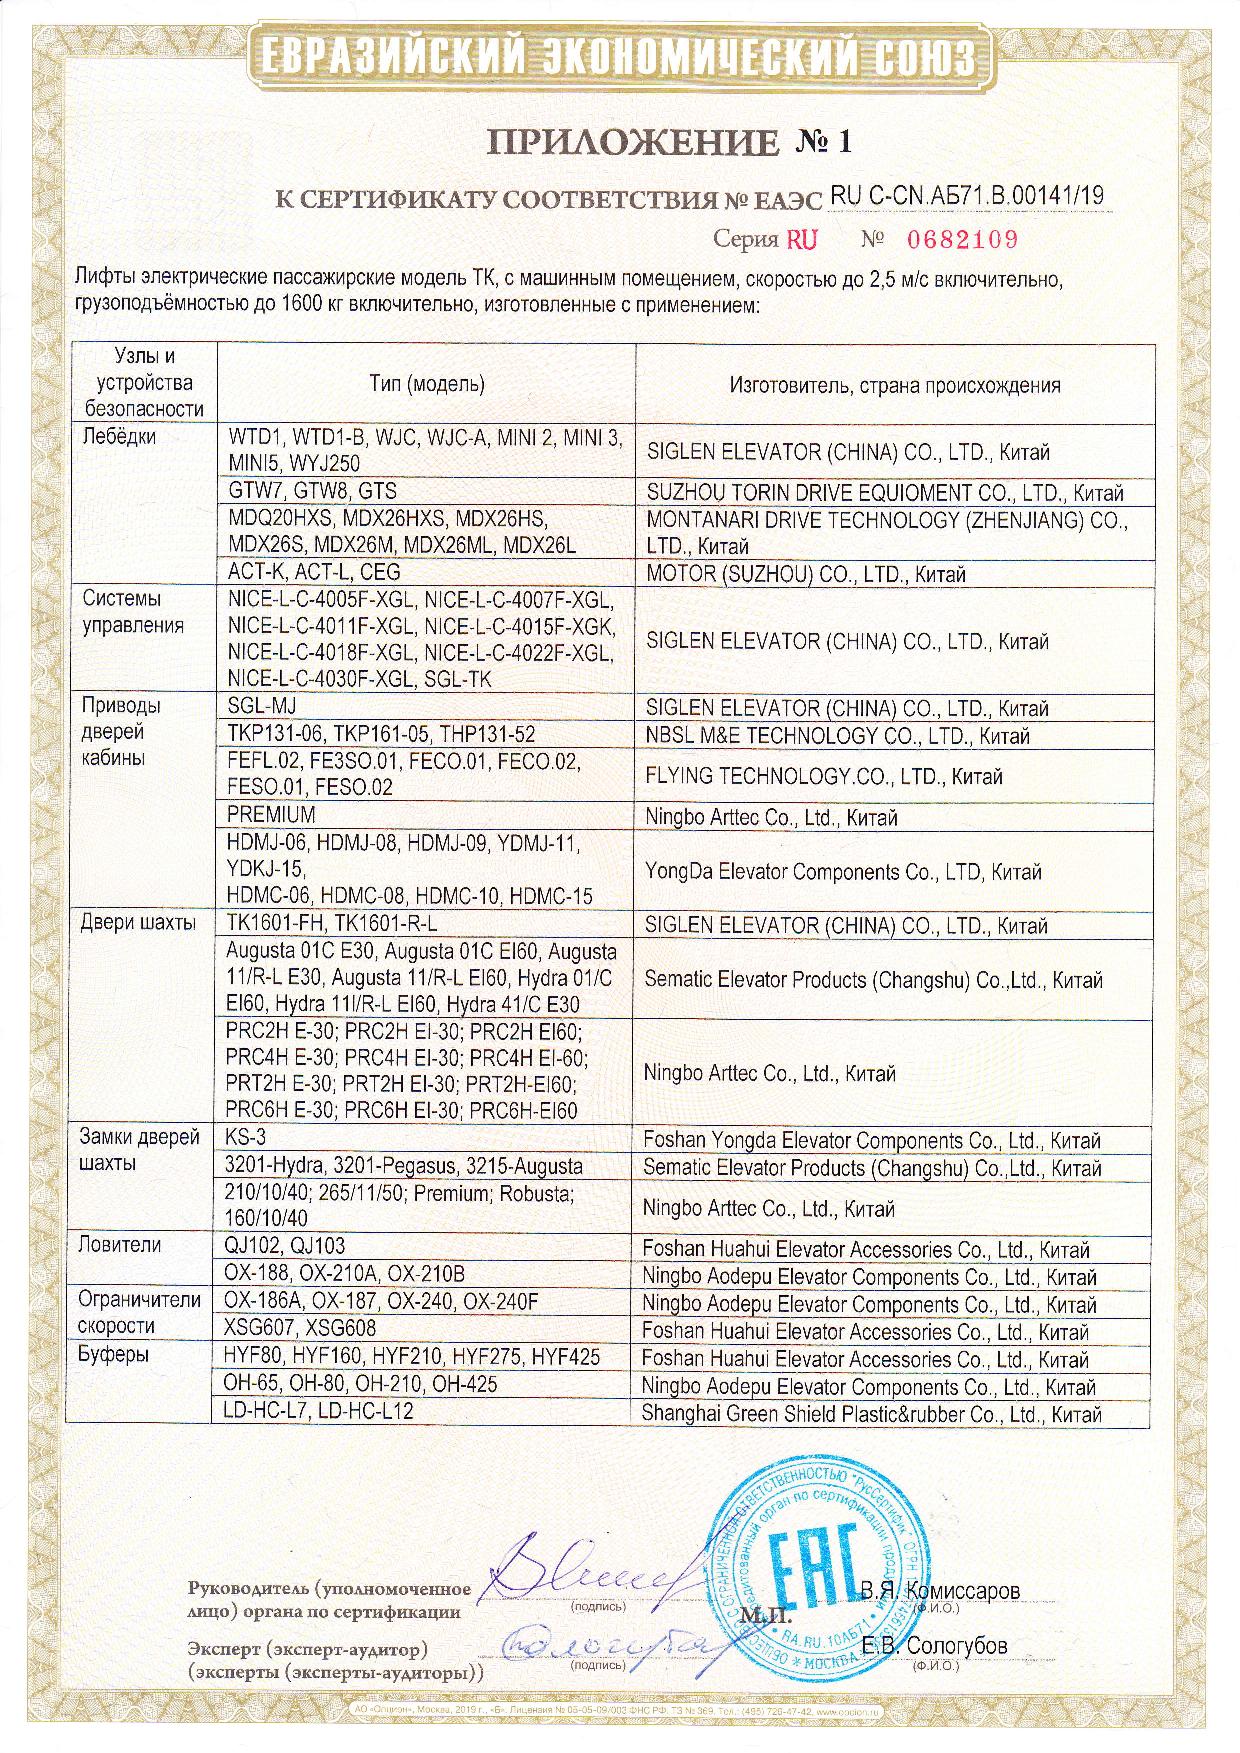 ЕВРАЗИЙСКИЙ ЭКОНОМИЧЕСКИЙ СОЮЗ
ПРИЛОЖЕНИЕ № 1
К СЕРТИФИКАТУ СООТВЕТСТВИЯ № ЕАЭС RU C-CN.АБ71.В.00141/19
Серия RU № 0682109
Лифты электрические пассажирские модель ТК, с машинным помещением, скоростью до 2,5 м/с включительно,
грузоподъёмностью до 1600 кг включительно, изготовленные с применением:
Узлы и
устройства
безопасности
Тип (модель)
Изготовитель, страна происхождения
Лебёдки
WTD1, WTD1-B, WJC, WJC-A, MINI 2, MINI 3,
MINI5, WYJ250
SIGLEN ELEVATOR (CHINA) CO., LTD., Китай
GTW7, GTW8, GTS
SUZHOU TORIN DRIVE EQUIOMENT CO., LTD., Китай
MDQ20HXS, MDX26HXS, MDX26HS,
MDX26S, MDX26M, MDX26ML, MDX26L
MONTANARI DRIVE TECHNOLOGY (ZHENJIANG) CO.,
LTD., Китай
ACT-K, ACT-L, CEG
MOTOR (SUZHOU) CO., LTD., Китай
Системы
управления
NICE-L-C-4005F-XGL, NICE-L-C-4007F-XGL,
NICE-L-C-4011F-XGL, NICE-L-C-4015F-XGK,
NICE-L-C-4018F-XGL, NICE-L-C-4022F-XGL,
NICE-L-C-4030F-XGL, SGL-TK
SIGLEN ELEVATOR (CHINA) CO., LTD., Китай
Приводы
дверей
кабины
SGL-MJ
SIGLEN ELEVATOR (CHINA) CO., LTD., Китай
TKP131-06, TKP161-05, THP131-52
NBSL M&E TECHNOLOGY CO., LTD., Китай
FEFL.02, FE3SO.01, FECO.01, FECO.02,
FESO.01, FESO.02
FLYING TECHNOLOGY.CO., LTD., Китай
PREMIUM
Ningbo Arttec Co., Ltd., Китай
HDMJ-06, HDMJ-08, HDMJ-09, YDMJ-11,
YDKJ-15,
HDMC-06, HDMC-08, HDMC-10, HDMC-15
YongDa Elevator Components Co., LTD, Китай
Двери шахты
TK1601-FH, TK1601-R-L
SIGLEN ELEVATOR (CHINA) CO., LTD., Китай
Augusta 01C E30, Augusta 01C EI60, Augusta
11/R-L E30, Augusta 11/R-L EI60, Hydra 01/C
EI60, Hydra 11I/R-L EI60, Hydra 41/C E30
Sematic Elevator Products (Changshu) Co.,Ltd., Китай
PRC2H E-30; PRC2H EI-30; PRC2H EI60;
PRC4H E-30; PRC4H EI-30; PRC4H EI-60;
PRT2H E-30; PRT2H EI-30; PRT2H-EI60;
PRC6H E-30; PRC6H EI-30; PRC6H-EI60
Ningbo Arttec Co., Ltd., Китай
Замки дверей
шахты
KS-3
Foshan Yongda Elevator Components Co., Ltd., Китай
3201-Hydra, 3201-Pegasus, 3215-Augusta
Sematic Elevator Products (Changshu) Co.,Ltd., Китай
210/10/40; 265/11/50; Premium; Robusta;
160/10/40
Ningbo Arttec Co., Ltd., Китай
Ловители
QJ102, QJ103
Foshan Huahui Elevator Accessories Co., Ltd., Китай
OX-188, OX-210A, OX-210B
Ningbo Aodepu Elevator Components Co., Ltd., Китай
Ограничители
скорости
OX-186A, OX-187, OX-240, OX-240F
Ningbo Aodepu Elevator Components Co., Ltd., Китай
XSG607, XSG608
Foshan Huahui Elevator Accessories Co., Ltd., Китай
Буферы
HYF80, HYF160, HYF210, HYF275, HYF425
Foshan Huahui Elevator Accessories Co., Ltd., Китай
OH-65, OH-80, OH-210, OH-425
Ningbo Aodepu Elevator Components Co., Ltd., Китай
LD-HC-L7, LD-HC-L12
Shanghai Green Shield Plastic&rubber Co., Ltd., Китай
Руководитель (уполномоченное
лицо) органа по сертификации
(подпись)
М.П.
В.Я. Комиссаров
(Ф.И.О.)
Эксперт (эксперт-аудитор)
(эксперты (эксперты-аудиторы))
(подпись)
Е.В. Сологубов
(Ф.И.О.)
ОТВЕТСТВЕННОСТЬЮ "РусСертифик"
орган по сертификации продукции
ЕАС
RA.RU.10АБ71
МОСКВА
АО «Опцион», Москва, 2019 г., «Б». Лицензия № 05-05-09/003 ФНС РФ, ТЗ № 369. Тел.: (495) 726-47-42, www.opcion.ru